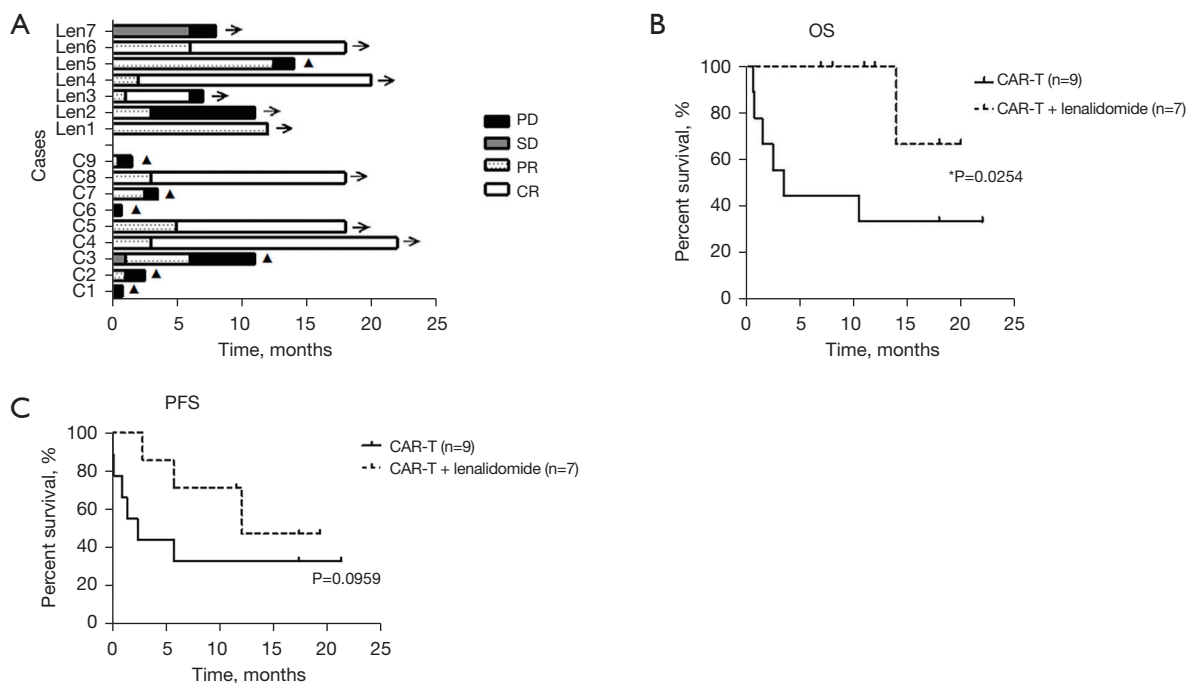 A
Cases
Len7
Len6
Len5
Len4
Len3
Len2
Len1
C9
C8
C7
C6
C5
C4
C3
C2
C1
0 5 10 15 20 25
Time, months
PD
SD
PR
CR
B
OS
Percent survival, %
100
80
60
40
20
0
0 5 10 15 20 25
Time, months
CAR-T (n=9)
CAR-T + lenalidomide (n=7)
*P=0.0254
C
PFS
Percent survival, %
100
80
60
40
20
0
0 5 10 15 20 25
Time, months
CAR-T (n=9)
CAR-T + lenalidomide (n=7)
P=0.0959